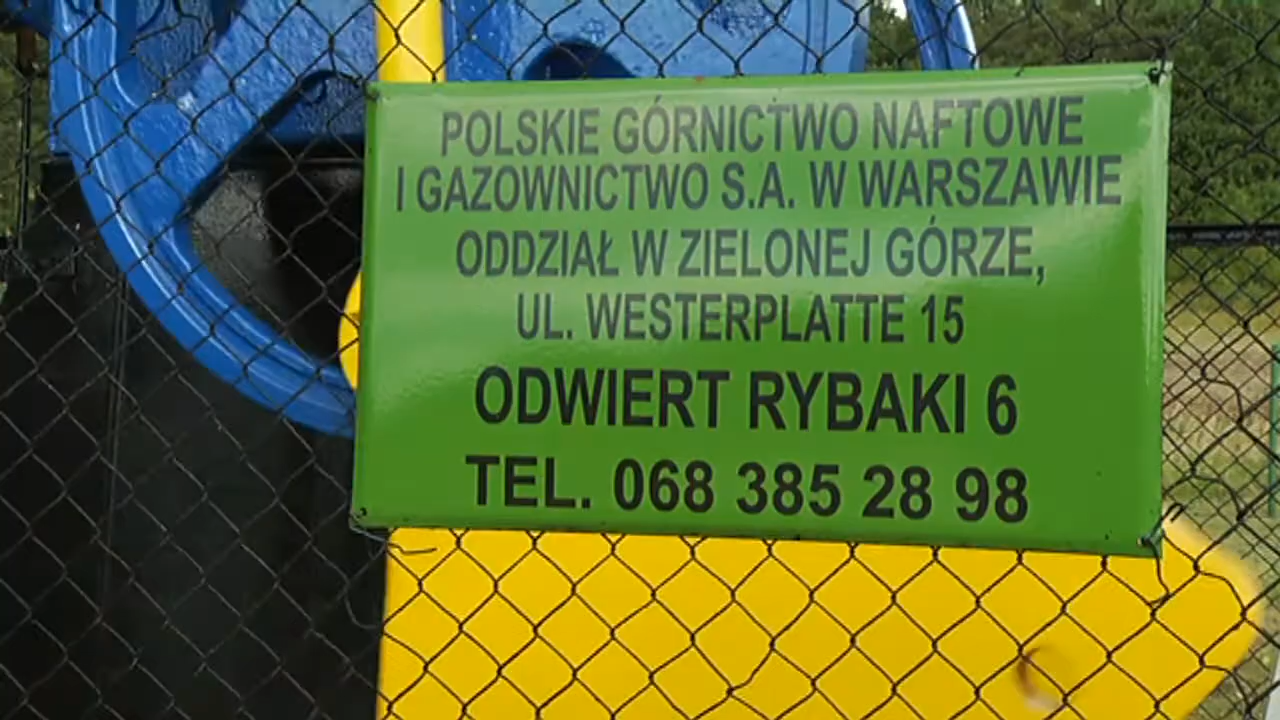 POLSKIE GÓRNICTWO NAFTOWE
I GAZOWNICTWO S.A. W WARSZAWIE
ODDZIAŁ W ZIELONEJ GÓRZE,
UL. WESTERPLATTE 15
ODWIERT RYBAKI 6
TEL. 068 385 28 98